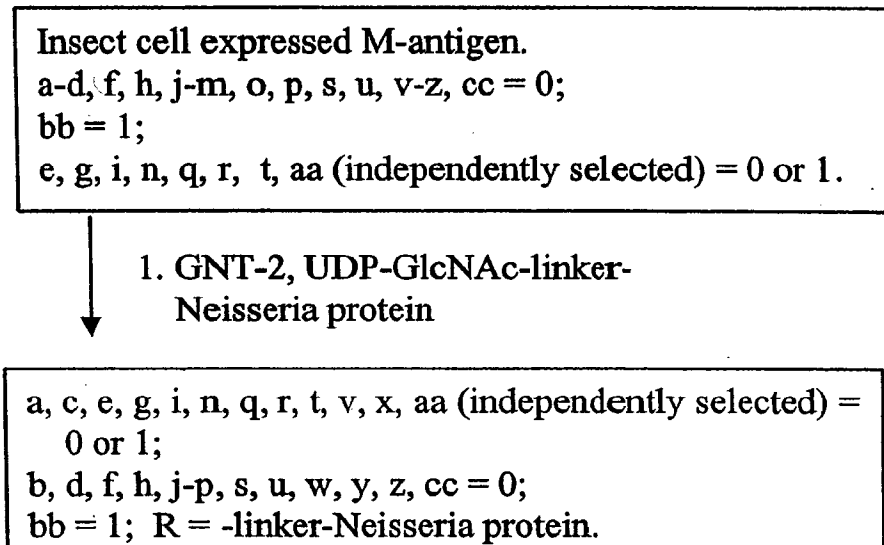 Insect cell expressed M-antigen.
a-d, f, h, j-m, o, p, s, u, v-z, cc = 0;
bb = 1;
e, g, i, n, q, r, t, aa (independently selected) = 0 or 1.
1. GNT-2, UDP-GlcNAc-linker-
Neisseria protein
a, c, e, g, i, n, q, r, t, v, x, aa (independently selected) =
0 or 1;
b, d, f, h, j-p, s, u, w, y, z, cc = 0;
bb = 1; R = -linker-Neisseria protein.